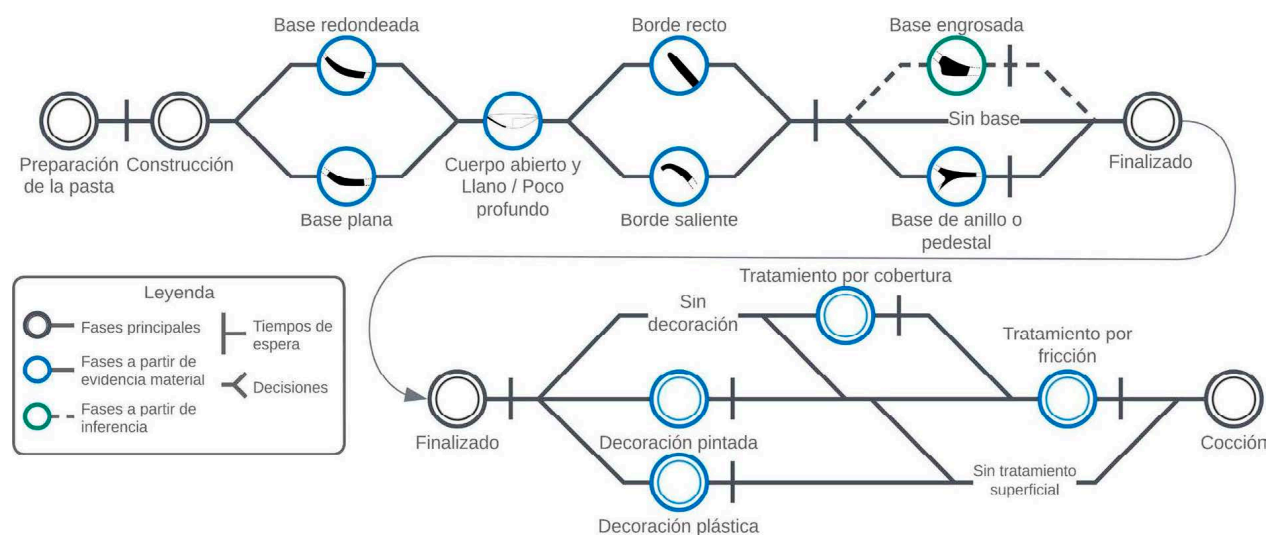 Base redondeada
Borde recto
Base engrosada
Preparación
de la pasta
Construcción
Sin base
Finalizado
Cuerpo abierto y
Llano / Poco
profundo
Base plana
Borde saliente
Base de anillo o
pedestal
Leyenda
Fases principales
Fases a partir de
evidencia material
Fases a partir de
inferencia
Tiempos de
espera
Decisiones
Tratamiento por cobertura
Sin
decoración
Tratamiento por
fricción
Finalizado
Decoración pintada
Cocción
Sin tratamiento
superficial
Decoración plástica